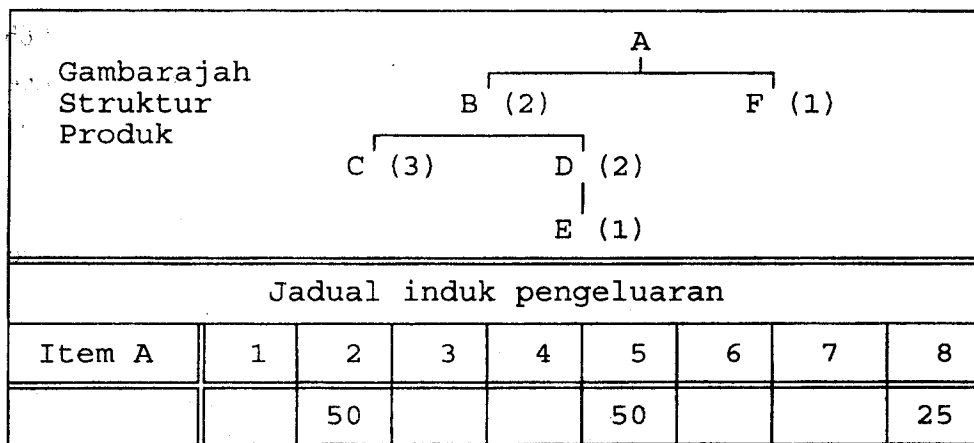 A
Gambarajah
Struktur
Produk
B (2) F (1)
C (3) D (2)
E (1)
Jadual induk pengeluaran
Item A 1 2 3 4 5 6 7 8
50 50 25